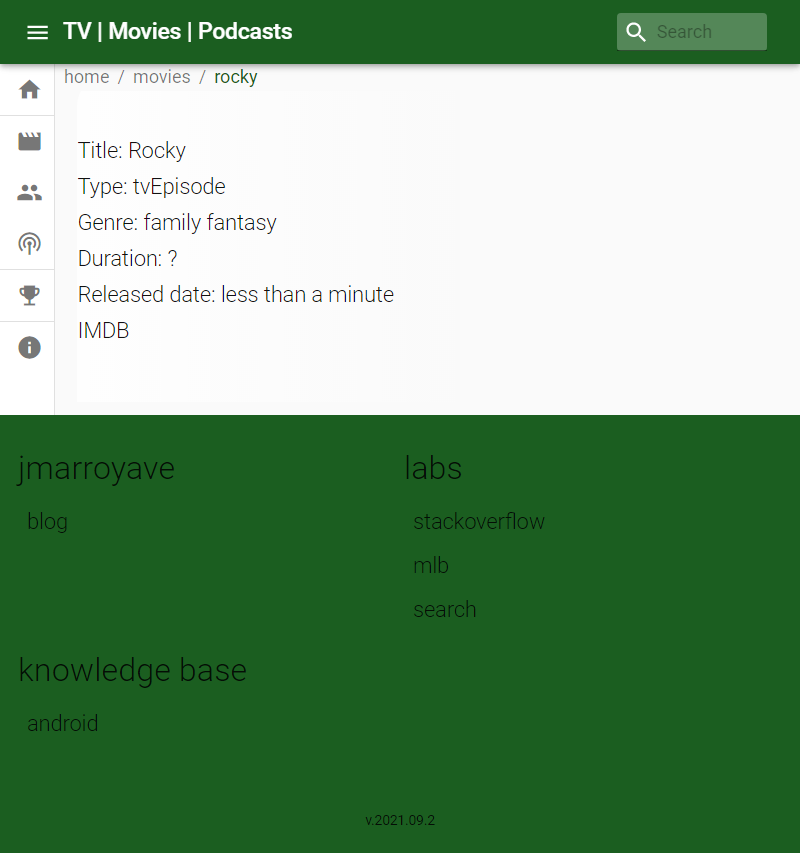 TV | Movies | Podcasts
Search
home / movies / rocky
Title: Rocky
Type: tvEpisode
Genre: family fantasy
Duration: ?
Released date: less than a minute
IMDB
jmarroyave
blog
labs
stackoverflow
mlb
search
knowledge base
android
v.2021.09.2